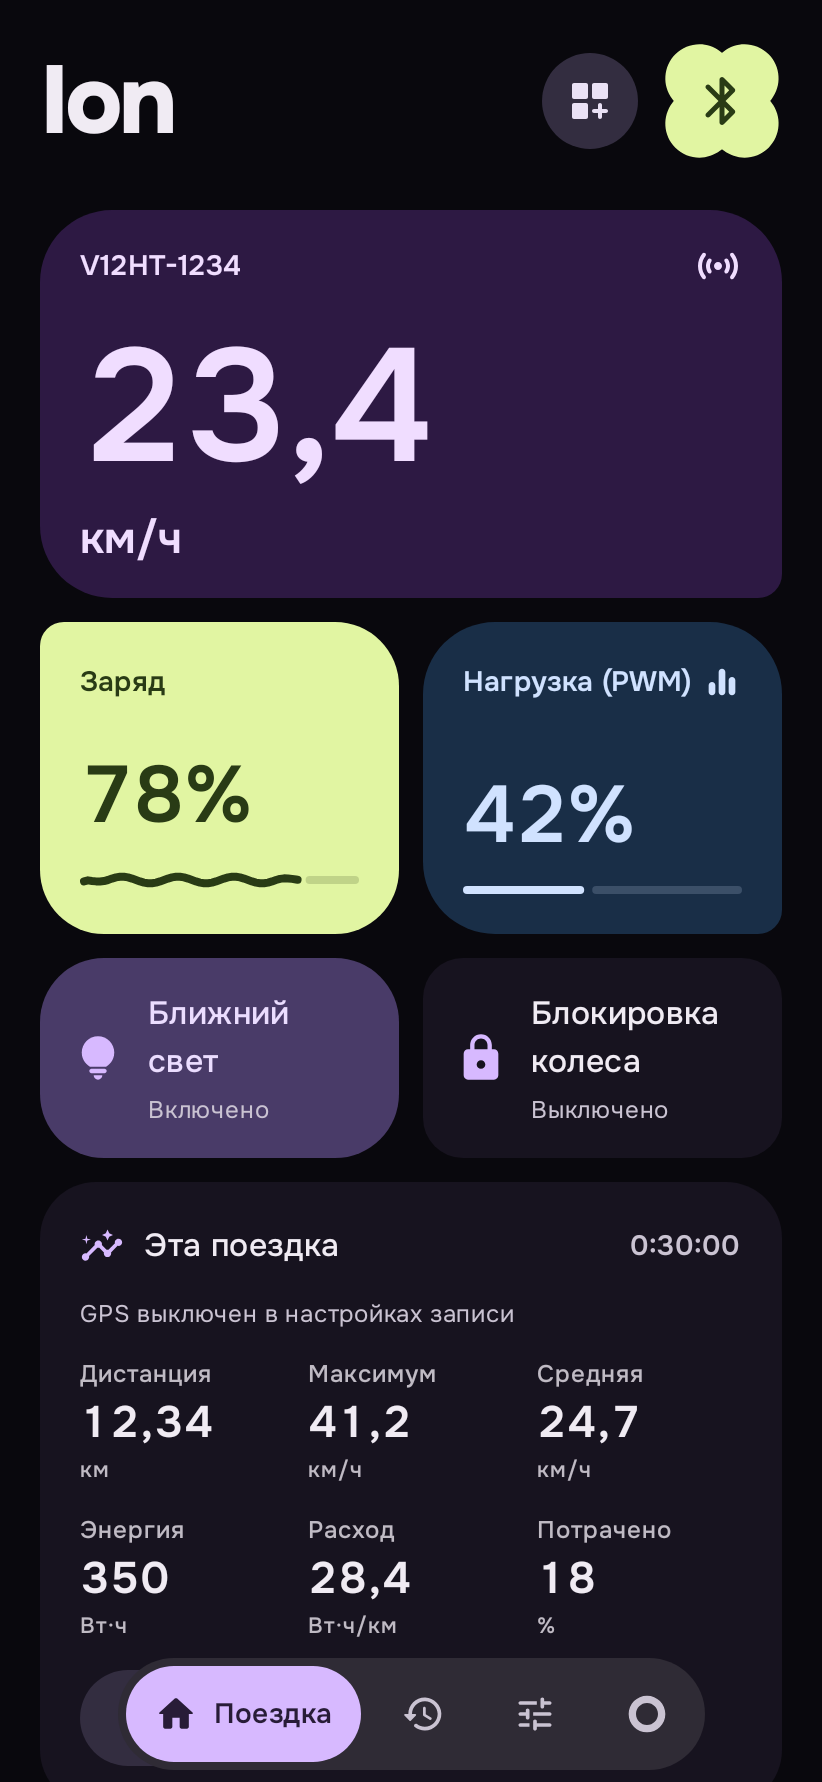 Ion
V12HT-1234
23,4
км/ч
Заряд
78%
Нагрузка (PWM)
42%
Ближний
свет
Включено
Блокировка
колеса
Выключено
Эта поездка 0:30:00
GPS выключен в настройках записи
Дистанция Максимум Средняя
12,34 41,2 24,7
км км/ч км/ч
Энергия Расход Потрачено
350 28,4 18
Вт·ч Вт·ч/км %
Поездка